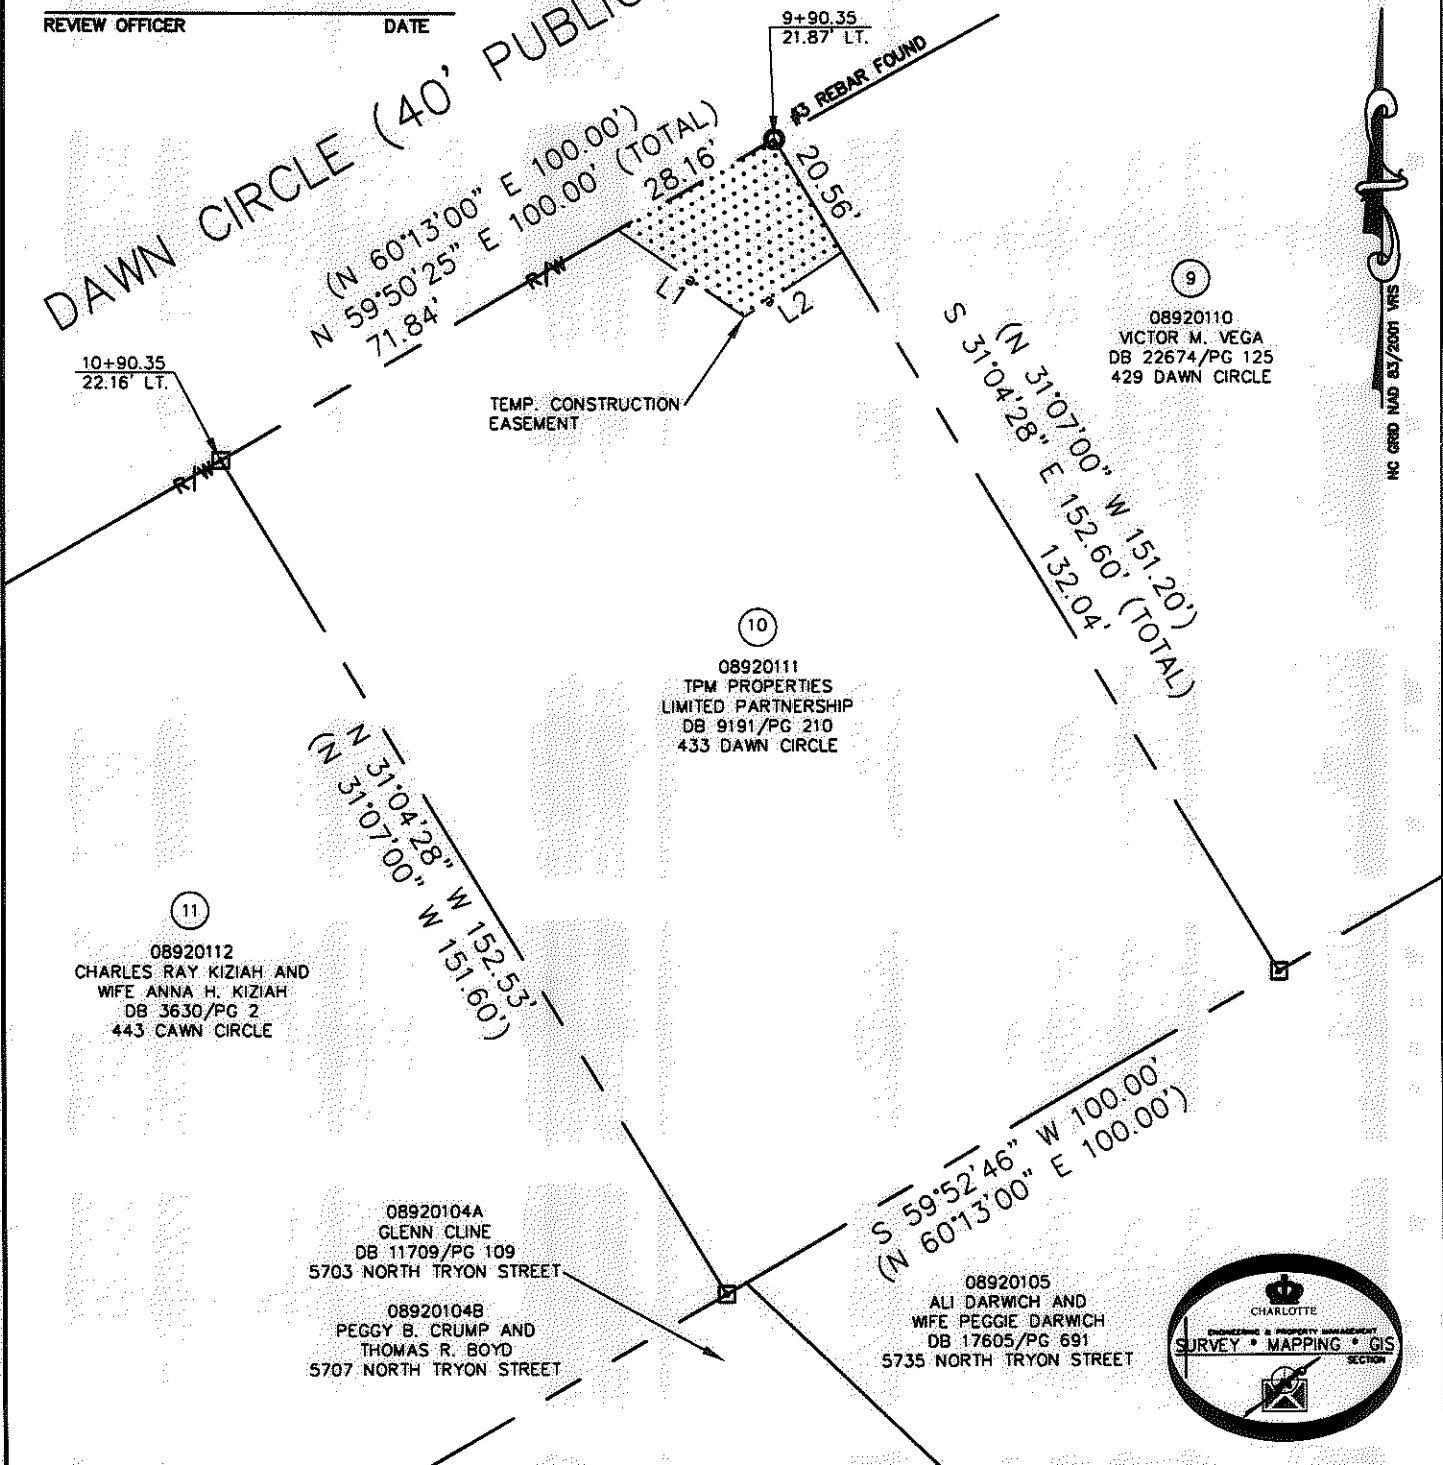 REVIEW OFFICER DATE
DAWN CIRCLE (40' PUBLIC
9+90.35
21.87' LT.
#3 REBAR FOUND
(N 60°13'00" E 100.00')
N 59°50'25" E 100.00' (TOTAL)
28.16'
71.84'
R/W
20.56'
L1
L2
TEMP. CONSTRUCTION
EASEMENT
10+90.35
22.16' LT.
R/W
9
08920110
VICTOR M. VEGA
DB 22674/PG 125
429 DAWN CIRCLE
NC GRID NAD 83/2001 VRS
(N 31°07'00" W 151.20')
S 31°04'28" E 152.60' (TOTAL)
132.04'
10
08920111
TPM PROPERTIES
LIMITED PARTNERSHIP
DB 9191/PG 210
433 DAWN CIRCLE
N 31°04'28" W 152.53'
(N 31°07'00" W 151.60')
11
08920112
CHARLES RAY KIZIAH AND
WIFE ANNA H. KIZIAH
DB 3630/PG 2
443 CAWN CIRCLE
S 59°52'46" W 100.00'
(N 60°13'00" E 100.00')
08920104A
GLENN CLINE
DB 11709/PG 109
5703 NORTH TRYON STREET
08920104B
PEGGY B. CRUMP AND
THOMAS R. BOYD
5707 NORTH TRYON STREET
08920105
ALI DARWICH AND
WIFE PEGGIE DARWICH
DB 17605/PG 691
5735 NORTH TRYON STREET
CHARLOTTE
ENGINEERING & PROPERTY MANAGEMENT
SURVEY * MAPPING * GIS
SECTION